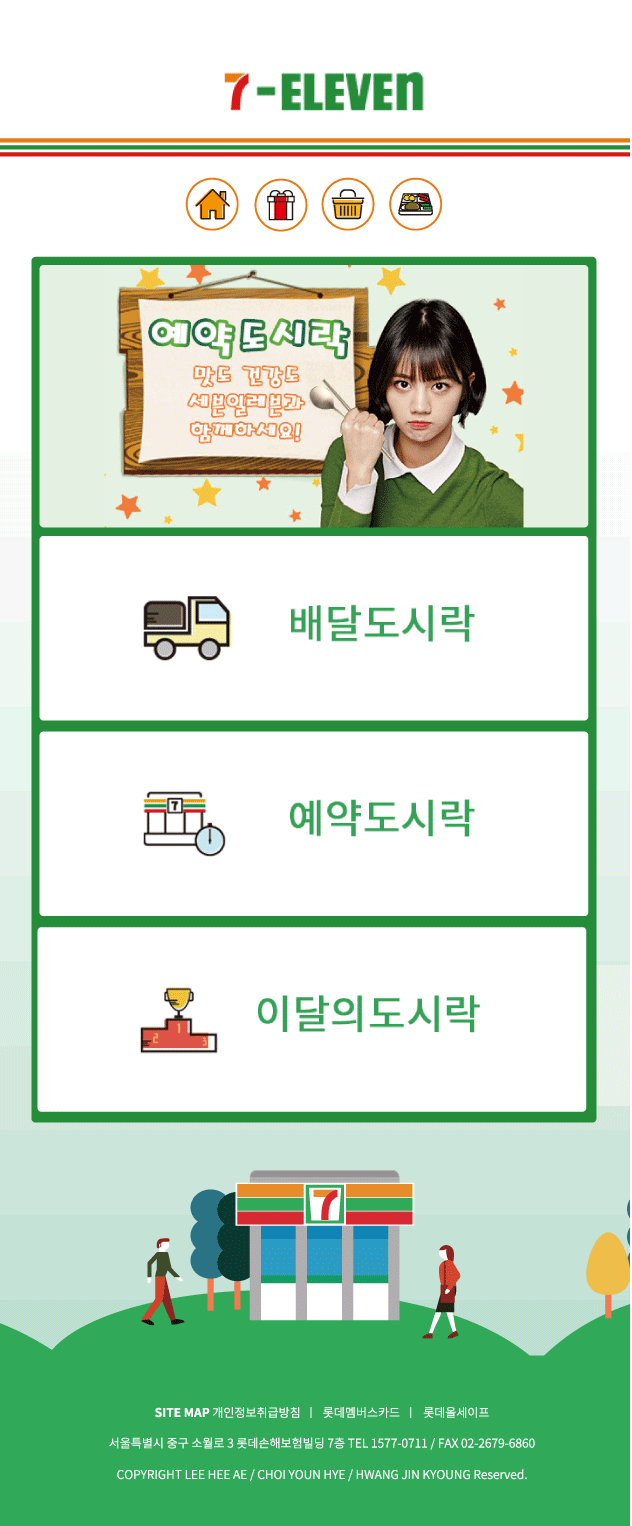 7-ELEVEn
예약도시락
맛도 건강도
세븐일레븐과
함께하세요!
배달도시락
7
예약도시락
1
2 3
이달의도시락
7
SITE MAP 개인정보취급방침 | 롯데멤버스카드 | 롯데올세이프
서울특별시 중구 소월로 3 롯데손해보험빌딩 7층 TEL 1577-0711 / FAX 02-2679-6860
COPYRIGHT LEE HEE AE / CHOI YOUN HYE / HWANG JIN KYOUNG Reserved.